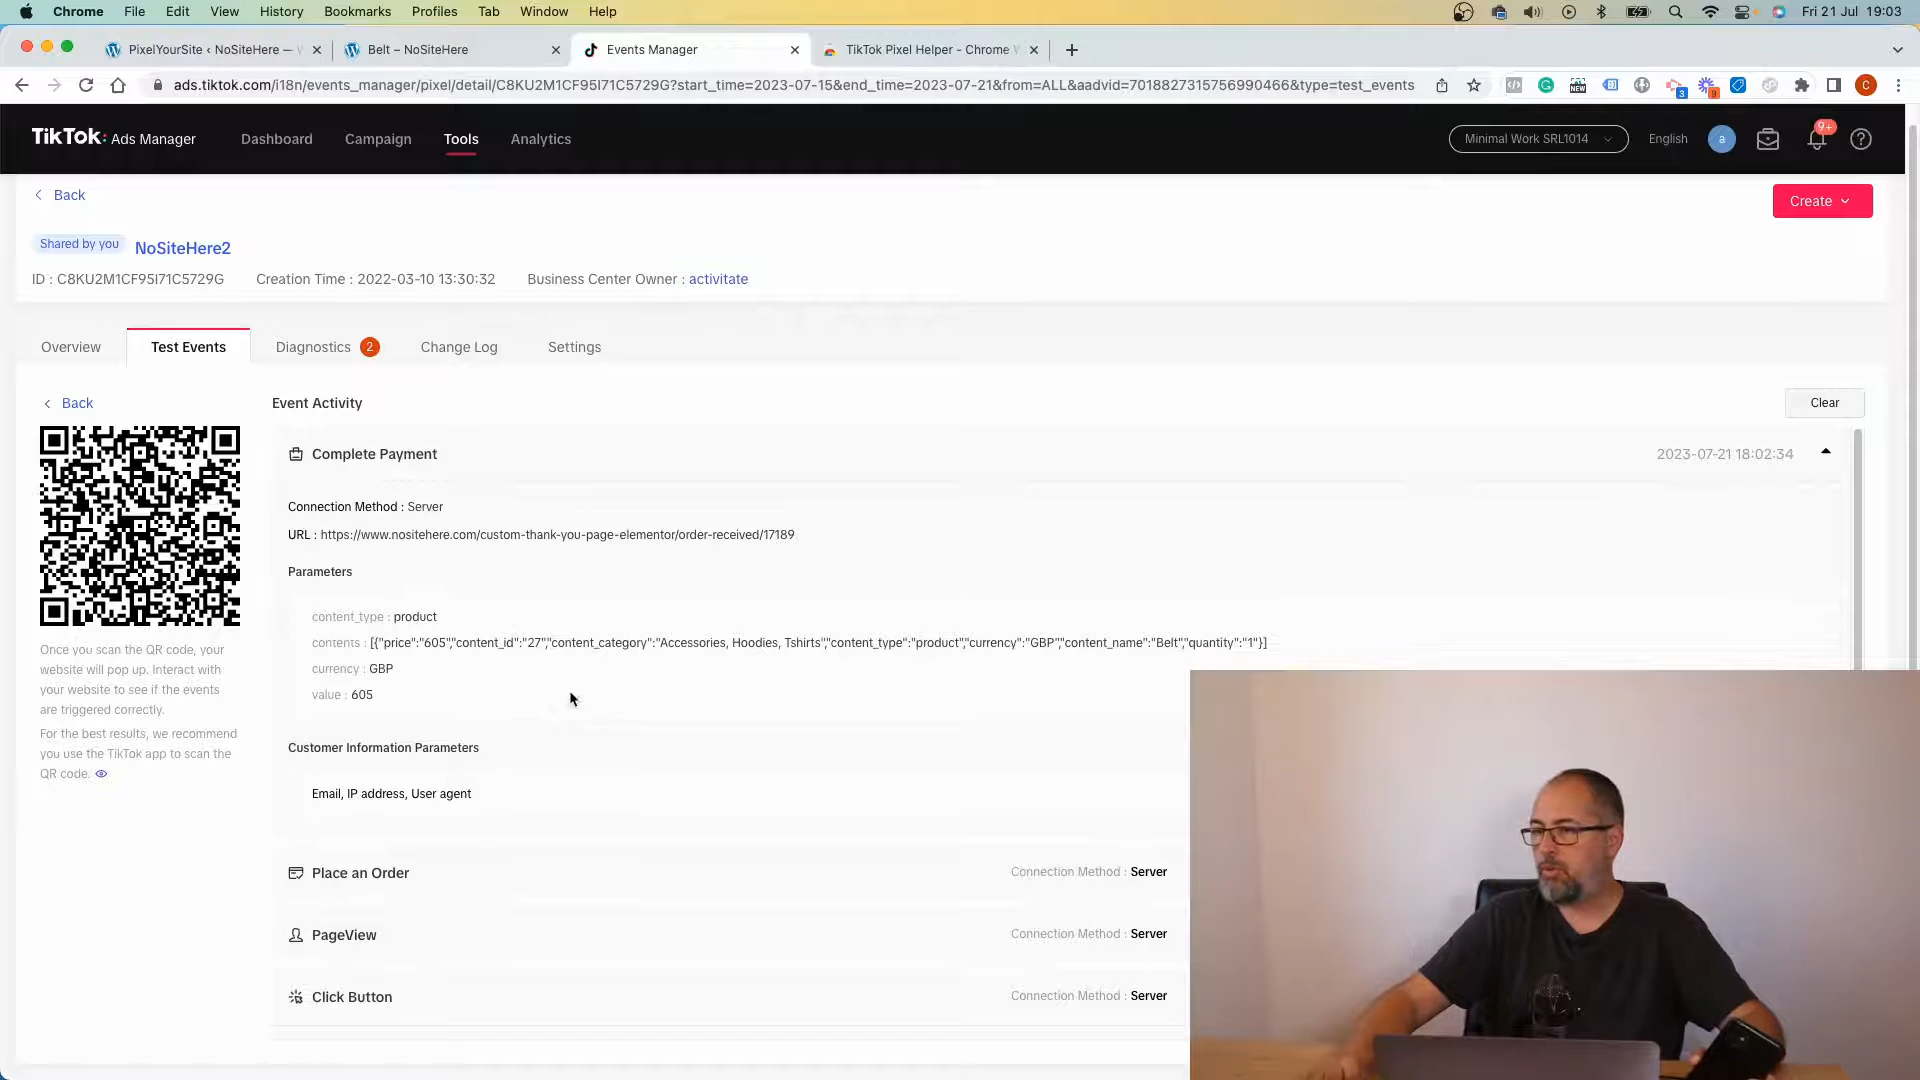 Chrome File Edit View History Bookmarks Profiles Tab Window Help Fri 21 Jul 19:03
PixelYourSite ‹ NoSiteHere — W Belt – NoSiteHere Events Manager TikTok Pixel Helper - Chrome W
ads.tiktok.com/i18n/events_manager/pixel/detail/C8KU2M1CF95I71C5729G?start_time=2023-07-15&end_time=2023-07-21&from=ALL&aadvid=7018827315756990466&type=test_events NEW 3 9 C
TikTok: Ads Manager Dashboard Campaign Tools Analytics Minimal Work SRL1014 English a 9+
Back Create
Shared by you NoSiteHere2
ID : C8KU2M1CF95I71C5729G Creation Time : 2022-03-10 13:30:32 Business Center Owner : activitate
Overview Test Events Diagnostics 2 Change Log Settings
Back
Once you scan the QR code, your
website will pop up. Interact with
your website to see if the events
are triggered correctly.
For the best results, we recommend
you use the TikTok app to scan the
QR code.
Event Activity Clear
Complete Payment 2023-07-21 18:02:34
Connection Method : Server
URL : https://www.nositehere.com/custom-thank-you-page-elementor/order-received/17189
Parameters
content_type : product
contents : [{"price":"605","content_id":"27","content_category":"Accessories, Hoodies, Tshirts","content_type":"product","currency":"GBP","content_name":"Belt","quantity":"1"}]
currency : GBP
value : 605
Customer Information Parameters
Email, IP address, User agent
Place an Order Connection Method : Server
PageView Connection Method : Server
Click Button Connection Method : Server